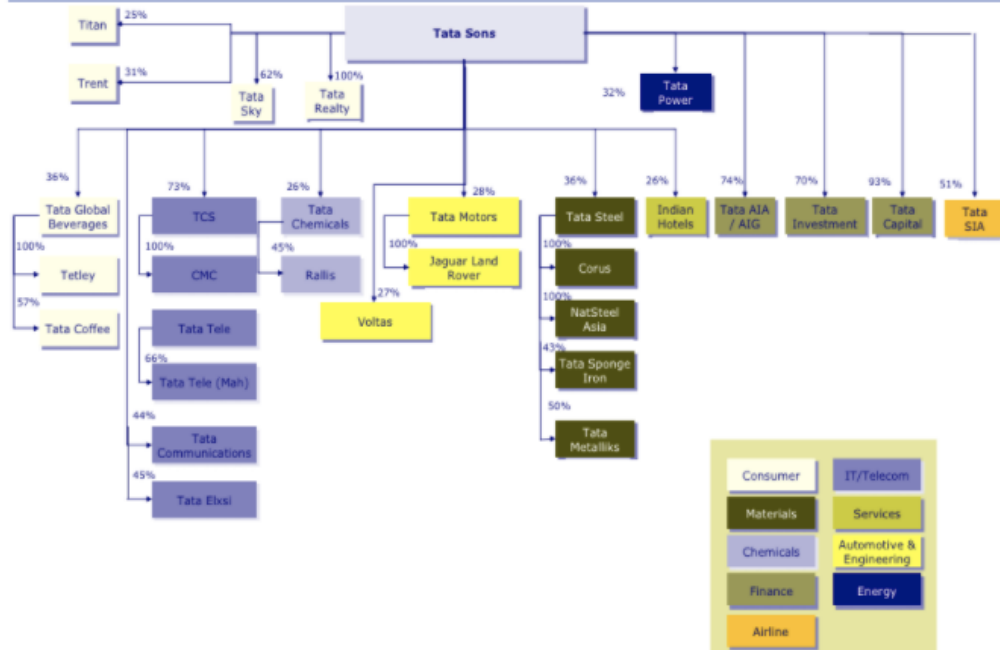 Tata Sons
Titan
25%
Trent
31%
62%
Tata
Sky
100%
Tata
Realty
32%
Tata
Power
36%
Tata Global
Beverages
100%
Tetley
57%
Tata Coffee
73%
TCS
100%
CMC
Tata Tele
66%
Tata Tele (Mah)
44%
Tata
Communications
45%
Tata Elxsi
26%
Tata
Chemicals
45%
Rallis
28%
Tata Motors
100%
Jaguar Land
Rover
27%
Voltas
36%
Tata Steel
100%
Corus
100%
NatSteel
Asia
43%
Tata Sponge
Iron
50%
Tata
Metalliks
26%
Indian
Hotels
74%
Tata AIA
/ AIG
70%
Tata
Investment
93%
Tata
Capital
51%
Tata
SIA
Consumer
IT/Telecom
Materials
Services
Chemicals
Automotive &
Engineering
Finance
Energy
Airline